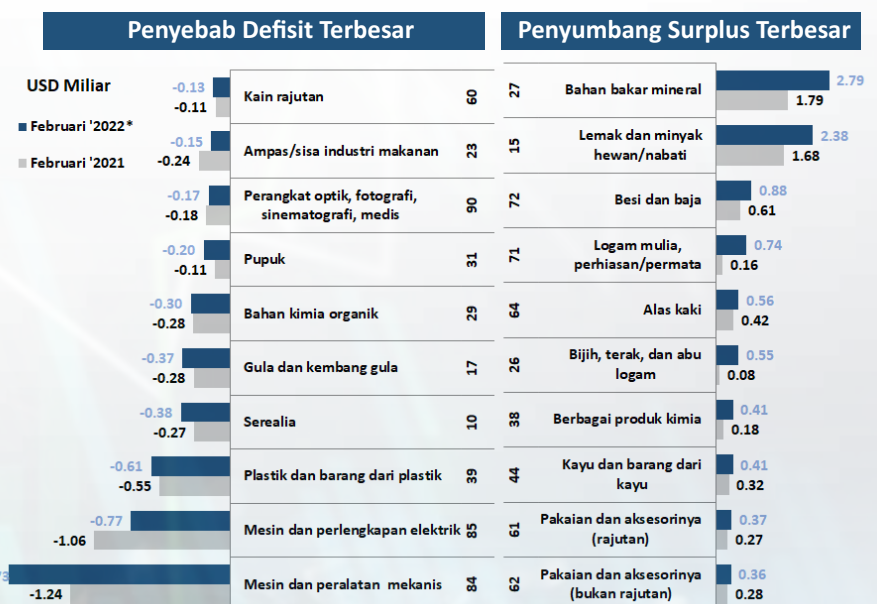 Penyebab Defisit Terbesar
Penyumbang Surplus Terbesar
USD Miliar
Februari '2022*
Februari '2021
-0.13
-0.11
Kain rajutan
60
-0.15
-0.24
Ampas/sisa industri makanan
23
-0.17
-0.18
Perangkat optik, fotografi,
sinematografi, medis
90
-0.20
-0.11
Pupuk
31
-0.30
-0.28
Bahan kimia organik
29
-0.37
-0.28
Gula dan kembang gula
17
-0.38
-0.27
Serealia
10
-0.61
-0.55
Plastik dan barang dari plastik
39
-0.77
-1.06
Mesin dan perlengkapan elektrik
85
-1.24
Mesin dan peralatan mekanis
84
27
Bahan bakar mineral
2.79
1.79
15
Lemak dan minyak
hewan/nabati
2.38
1.68
72
Besi dan baja
0.88
0.61
71
Logam mulia,
perhiasan/permata
0.74
0.16
64
Alas kaki
0.56
0.42
26
Bijih, terak, dan abu
logam
0.55
0.08
38
Berbagai produk kimia
0.41
0.18
44
Kayu dan barang dari
kayu
0.41
0.32
61
Pakaian dan aksesorinya
(rajutan)
0.37
0.27
62
Pakaian dan aksesorinya
(bukan rajutan)
0.36
0.28